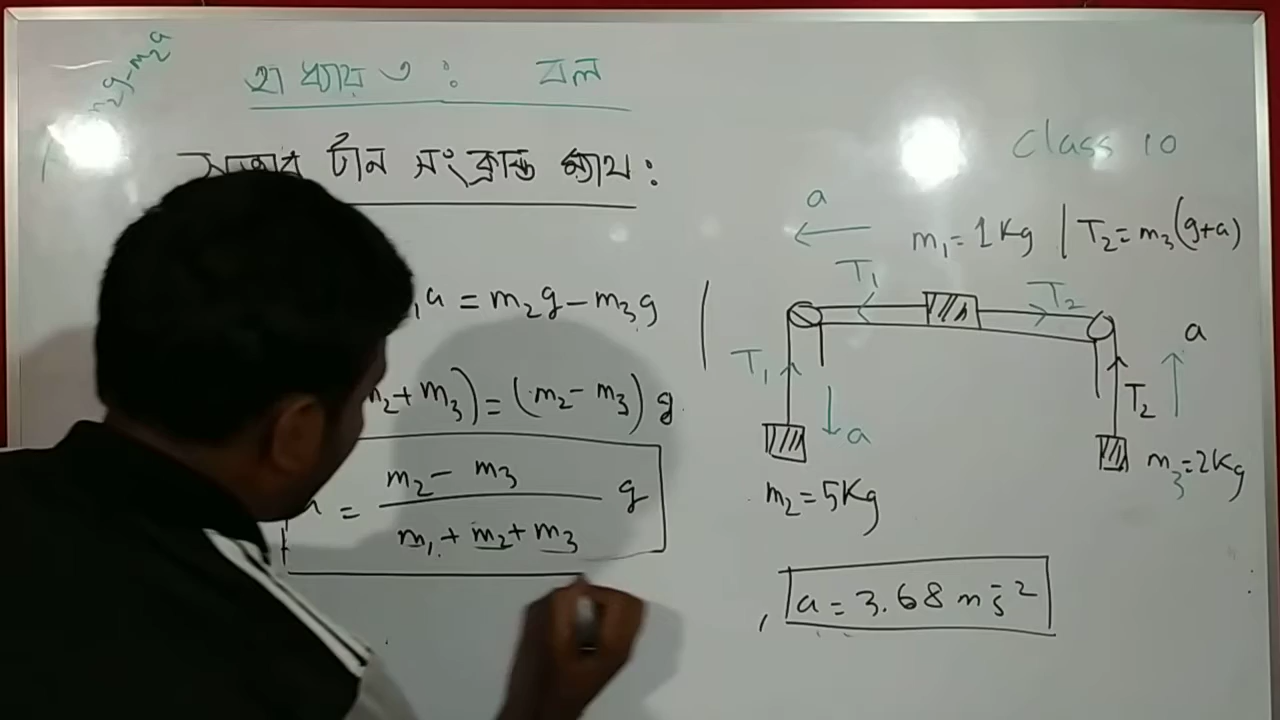 অধ্যায় ৩ : বল
টান সংক্রান্ত ম্যাথ :
Class 10
a
m₁ = 1 Kg | T₂ = m₃(g+a)
T₁
T₂
a = m₂g – m₃g
m₂ + m₃) = (m₂ – m₃) g
= (m₂ – m₃)/(m₁ + m₂ + m₃) g
T₁
a
m₂ = 5Kg
a
T₂
m₃ = 2Kg
a = 3.68 ms⁻²